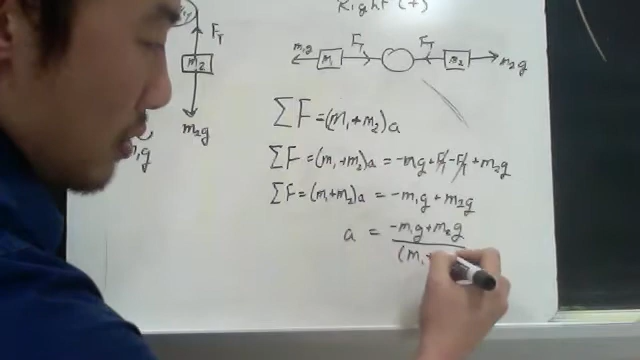 Right (+)
F_T
m2
m2g
m1g
m1g F_T F_T m2g
m1 m2
ΣF=(m₁+m₂)a
ΣF=(m₁+m₂)a = -mg+F_T-F_T+m₂g
ΣF=(m₁+m₂)a = -m₁g+m₂g
a = -m₁g+m₂g
(m₁+